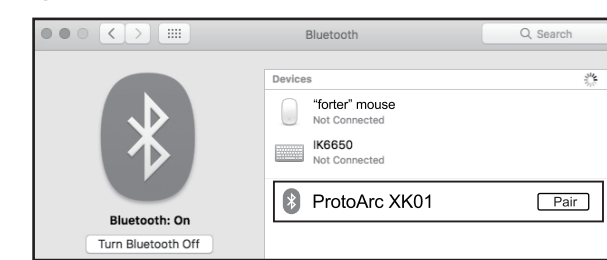 Bluetooth
Search
Devices
“forter” mouse
Not Connected
IK6650
Not Connected
ProtoArc XK01
Pair
Bluetooth: On
Turn Bluetooth Off